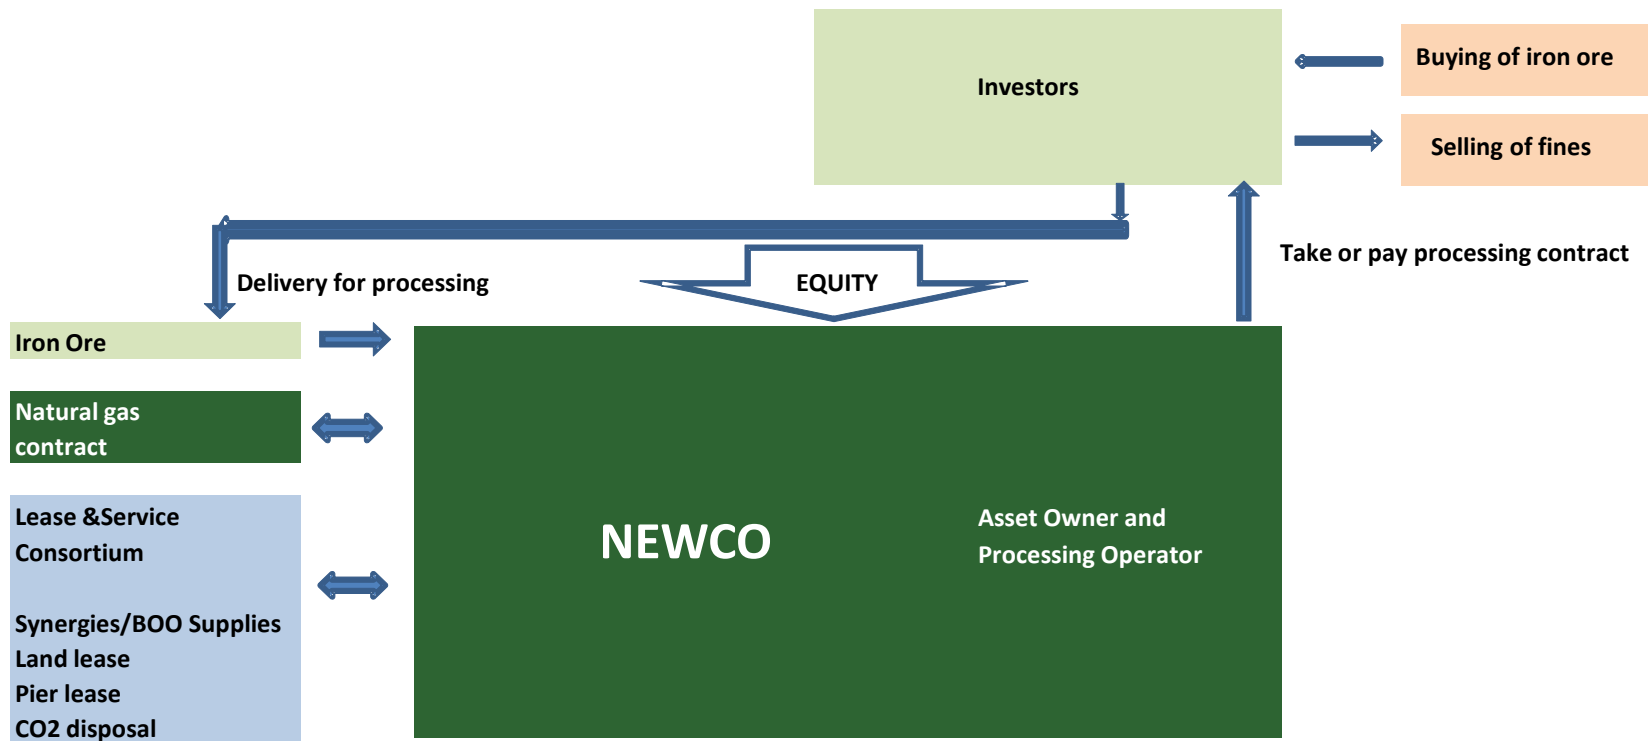 Investors
Buying of iron ore
Selling of fines
Take or pay processing contract
Delivery for processing
EQUITY
Iron Ore
Natural gas
contract
Lease &Service
Consortium
Synergies/BOO Supplies
Land lease
Pier lease
CO2 disposal
NEWCO
Asset Owner and
Processing Operator